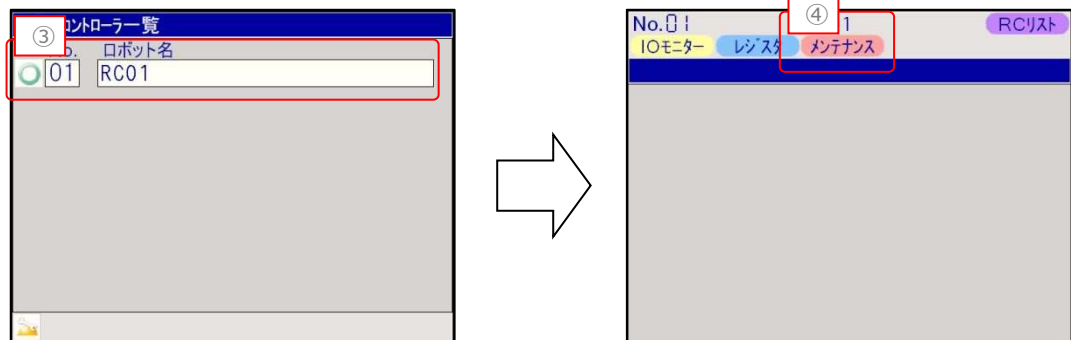 ③
コントローラー覧
No. ロボット名
01 RC01
④
No.01 1 RCリスト
IOモニター レジスタ メンテナンス